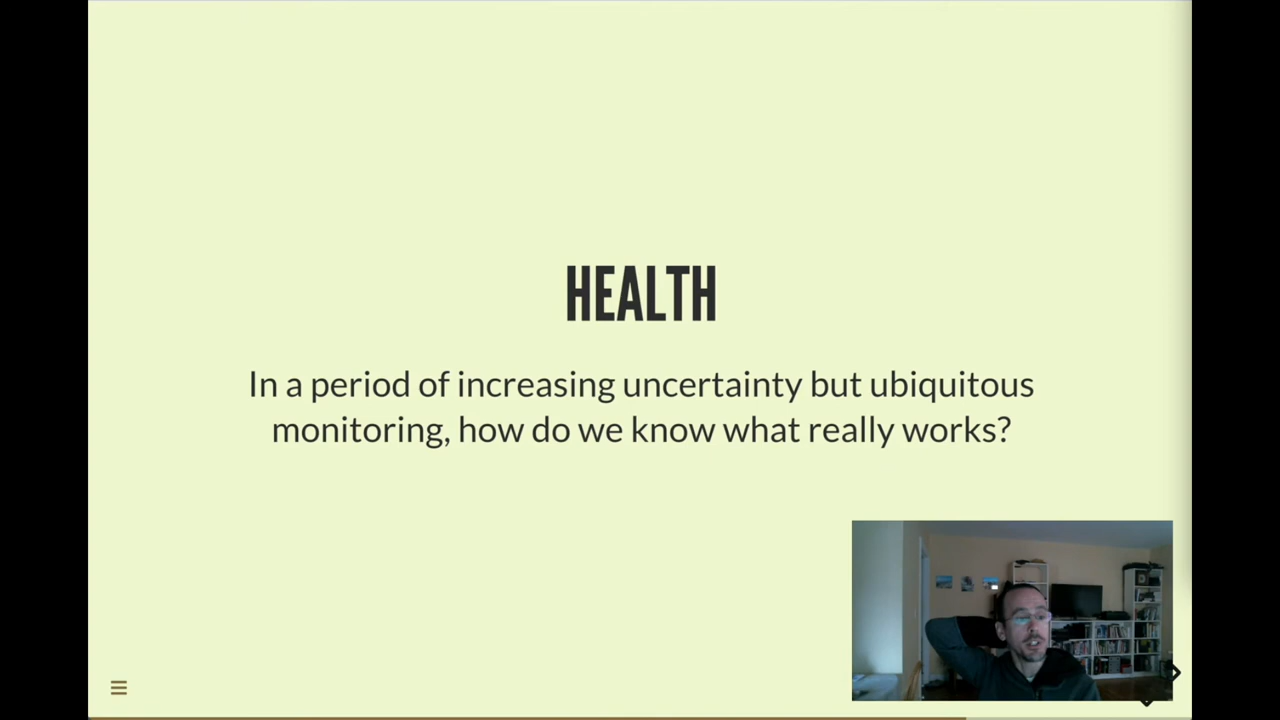 HEALTH
In a period of increasing uncertainty but ubiquitous
monitoring, how do we know what really works?